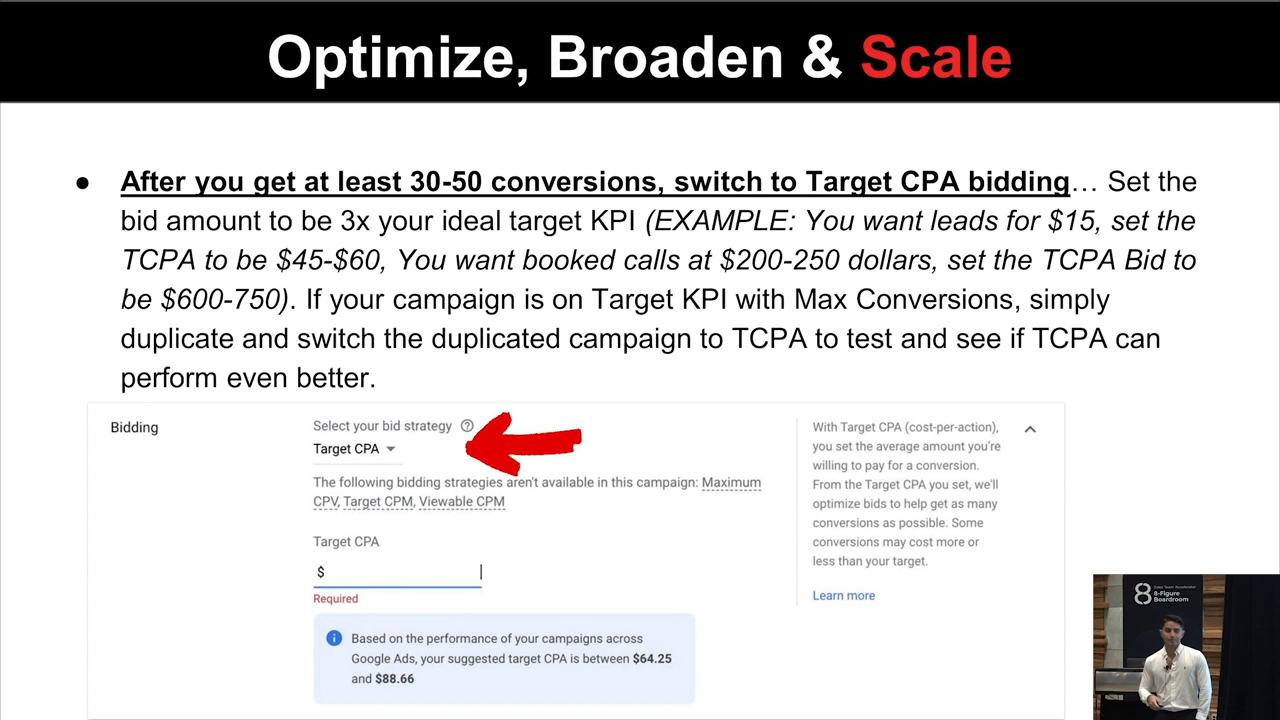 Optimize, Broaden & Scale
● After you get at least 30-50 conversions, switch to Target CPA bidding… Set the
bid amount to be 3x your ideal target KPI (EXAMPLE: You want leads for $15, set the
TCPA to be $45-$60, You want booked calls at $200-250 dollars, set the TCPA Bid to
be $600-750). If your campaign is on Target KPI with Max Conversions, simply
duplicate and switch the duplicated campaign to TCPA to test and see if TCPA can
perform even better.
Bidding
Select your bid strategy
Target CPA
The following bidding strategies aren't available in this campaign: Maximum
CPV, Target CPM, Viewable CPM
Target CPA
$
Required
Based on the performance of your campaigns across
Google Ads, your suggested target CPA is between $64.25
and $88.66
With Target CPA (cost-per-action),
you set the average amount you're
willing to pay for a conversion.
From the Target CPA you set, we'll
optimize bids to help get as many
conversions as possible. Some
conversions may cost more or
less than your target.
Learn more
8
8-Figure
Boardroom